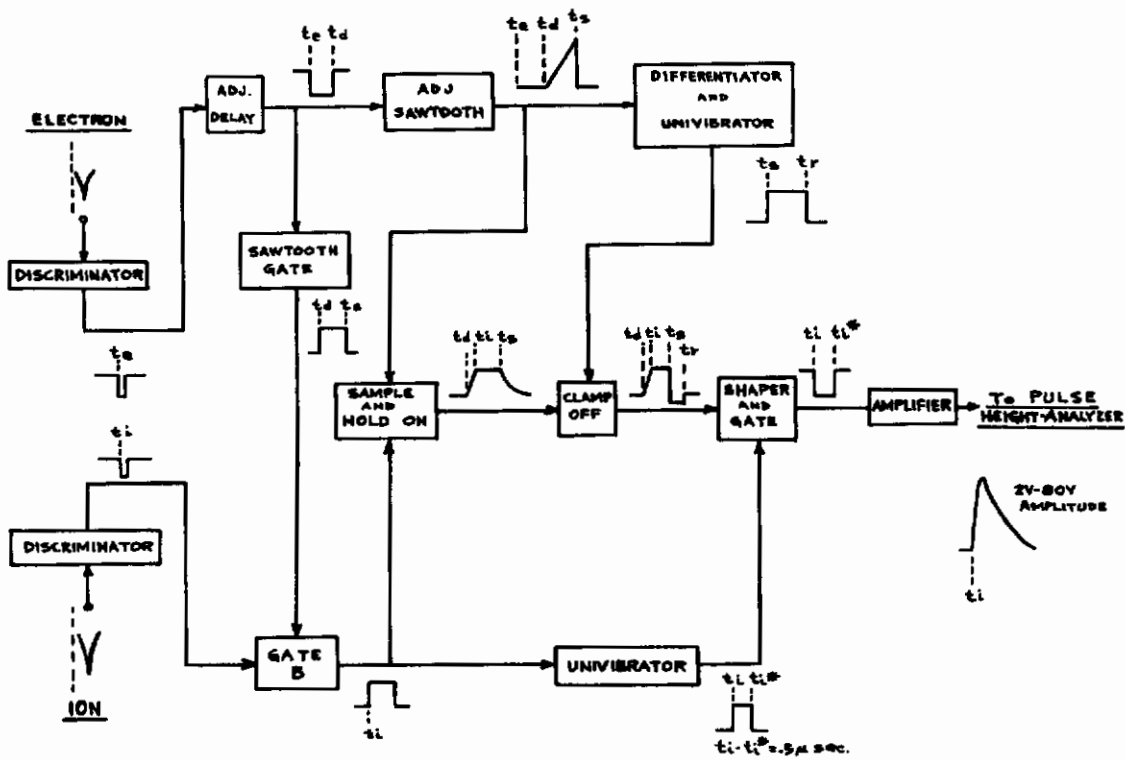 te td
te td ts
ADJ.
DELAY
ADJ
SAWTOOTH
DIFFERENTIATOR
AND
UNIVIBRATOR
ELECTRON
ts tr
DISCRIMINATOR
SAWTOOTH
GATE
td ts
te
td ti ts
td ti ts
tr
ti ti*
SAMPLE
AND
HOLD ON
CLAMP
OFF
SHAPER
AND
GATE
AMPLIFIER
TO PULSE
HEIGHT-ANALYZER
ti
2V-80V
AMPLITUDE
DISCRIMINATOR
ti
GATE
B
UNIVIBRATOR
ION
ti
ti ti*
ti-ti*=.5μ SEC.